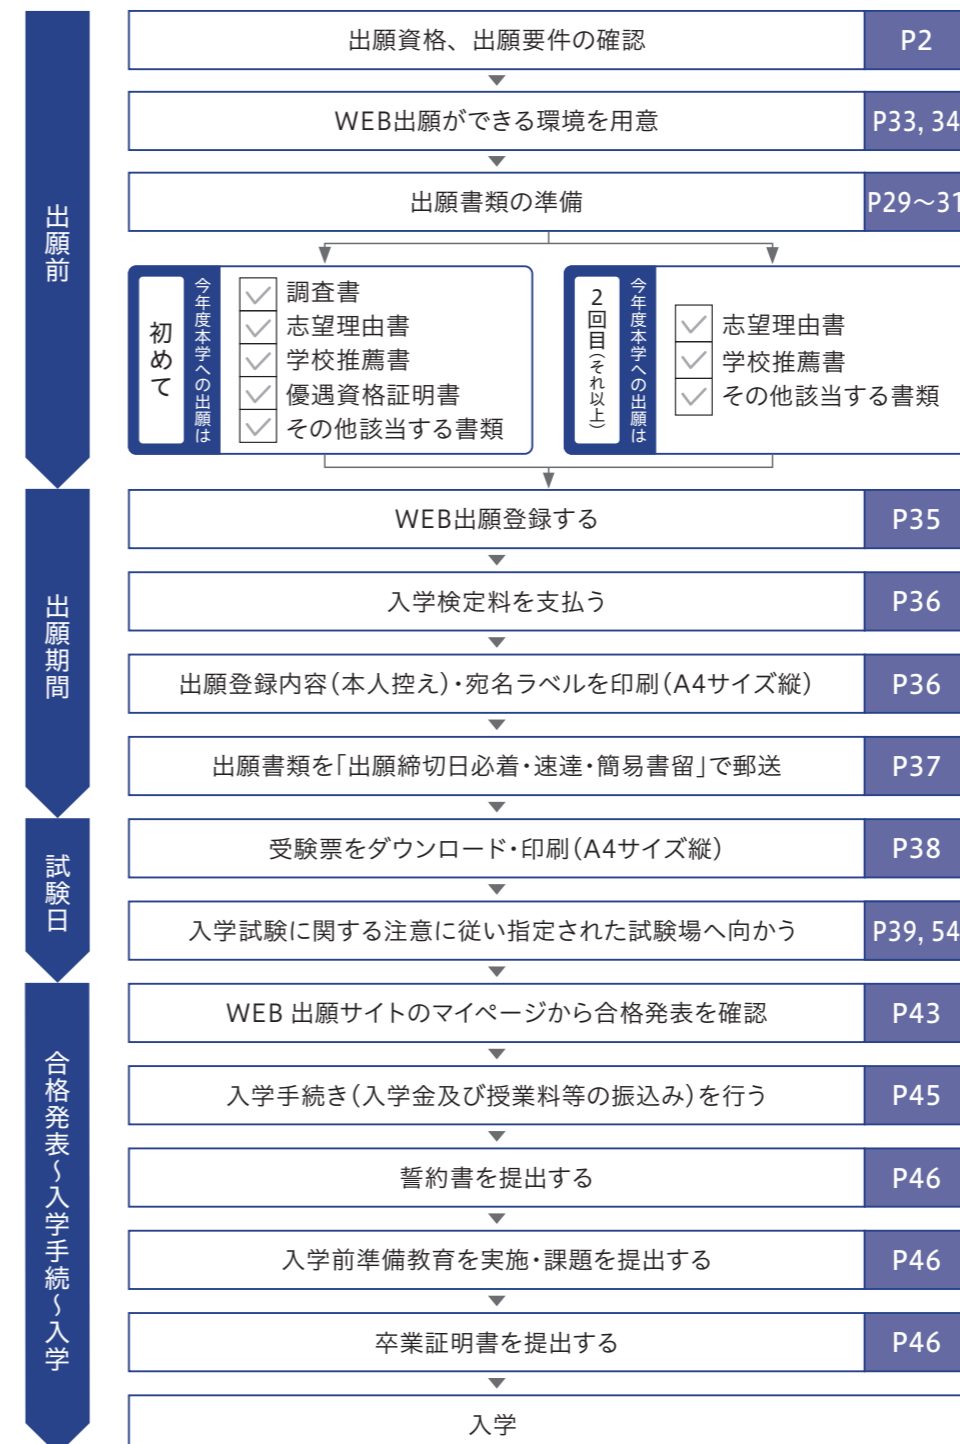 出願前
出願資格、出願要件の確認 P2
WEB出願ができる環境を用意 P33, 34
出願書類の準備 P29～31
今年度本学への出願は
初めて
調査書
志望理由書
学校推薦書
優遇資格証明書
その他該当する書類
今年度本学への出願は
2回目(それ以上)
志望理由書
学校推薦書
その他該当する書類
出願期間
WEB出願登録する P35
入学検定料を支払う P36
出願登録内容(本人控え)・宛名ラベルを印刷(A4サイズ縦) P36
出願書類を「出願締切日必着・速達・簡易書留」で郵送 P37
試験日
受験票をダウンロード・印刷(A4サイズ縦) P38
入学試験に関する注意に従い指定された試験場へ向かう P39, 54
合格発表～入学手続～入学
WEB 出願サイトのマイページから合格発表を確認 P43
入学手続き(入学金及び授業料等の振込み)を行う P45
誓約書を提出する P46
入学前準備教育を実施・課題を提出する P46
卒業証明書を提出する P46
入学